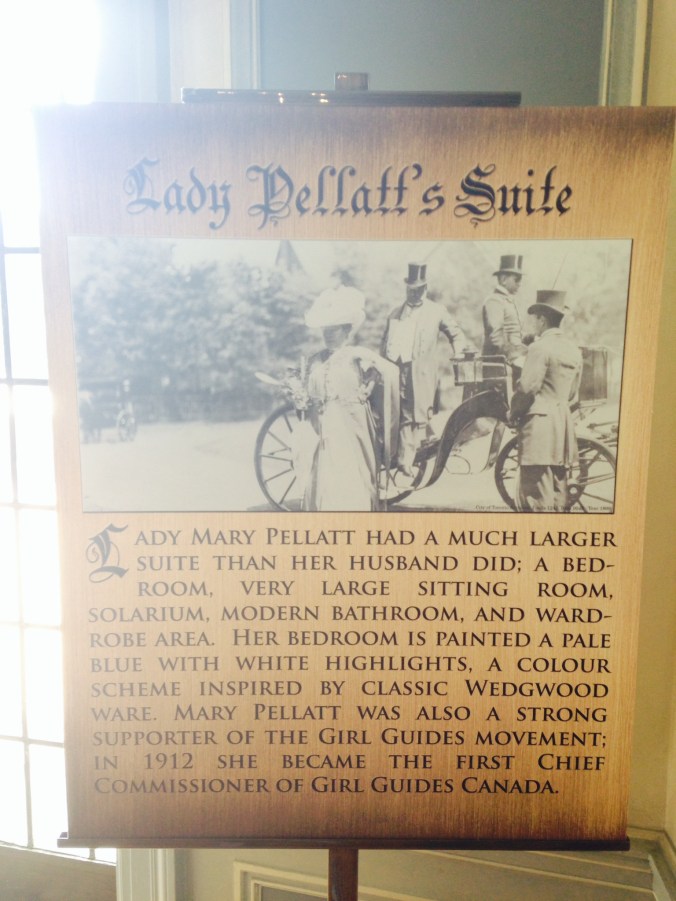 Lady Pellatt's Suite
LADY MARY PELLATT HAD A MUCH LARGER
SUITE THAN HER HUSBAND DID; A BED-
ROOM, VERY LARGE SITTING ROOM,
SOLARIUM, MODERN BATHROOM, AND WARD-
ROBE AREA. HER BEDROOM IS PAINTED A PALE
BLUE WITH WHITE HIGHLIGHTS, A COLOUR
SCHEME INSPIRED BY CLASSIC WEDGWOOD
WARE. MARY PELLATT WAS ALSO A STRONG
SUPPORTER OF THE GIRL GUIDES MOVEMENT;
IN 1912 SHE BECAME THE FIRST CHIEF
COMMISSIONER OF GIRL GUIDES CANADA.